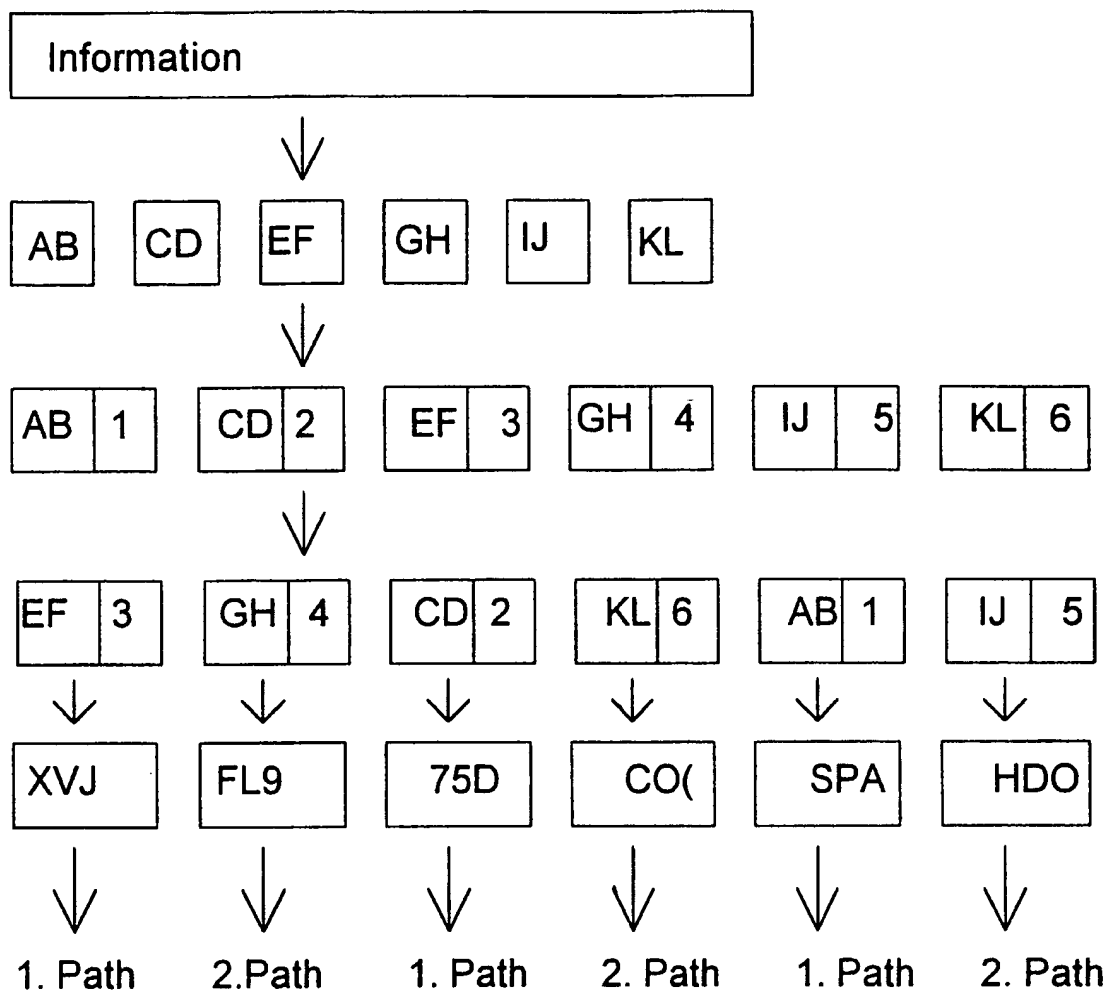 Information
AB CD EF GH IJ KL
AB 1 CD 2 EF 3 GH 4 IJ 5 KL 6
EF 3 GH 4 CD 2 KL 6 AB 1 IJ 5
XVJ FL9 75D CO( SPA HDO
1. Path 2.Path 1. Path 2. Path 1. Path 2. Path